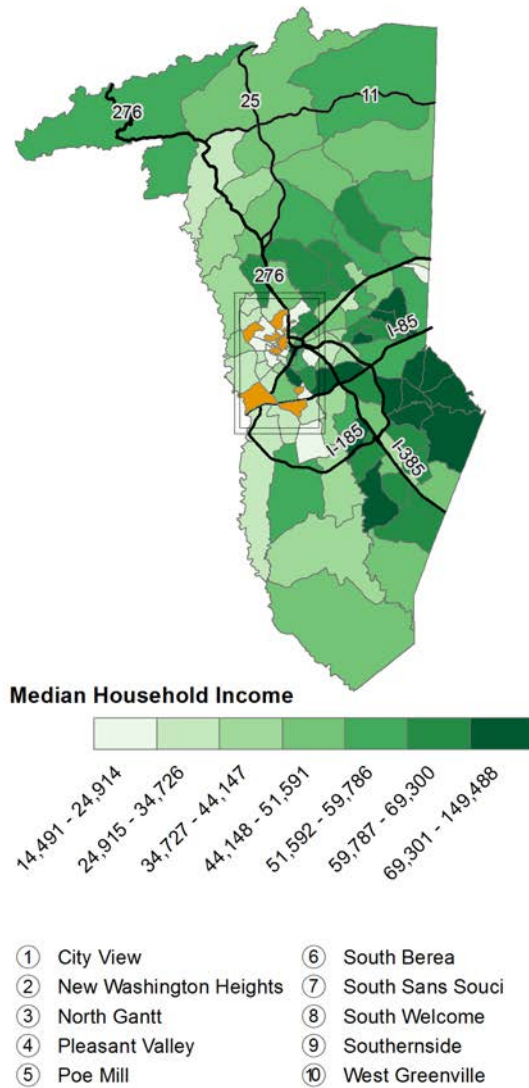 11
25
276
276
I-85
I-185
I-385
Median Household Income
14,491 - 24,914
24,915 - 34,726
34,727 - 44,147
44,148 - 51,591
51,592 - 59,786
59,787 - 69,300
69,301 - 149,488
① City View
② New Washington Heights
③ North Gantt
④ Pleasant Valley
⑤ Poe Mill
⑥ South Berea
⑦ South Sans Souci
⑧ South Welcome
⑨ Southernside
⑩ West Greenville